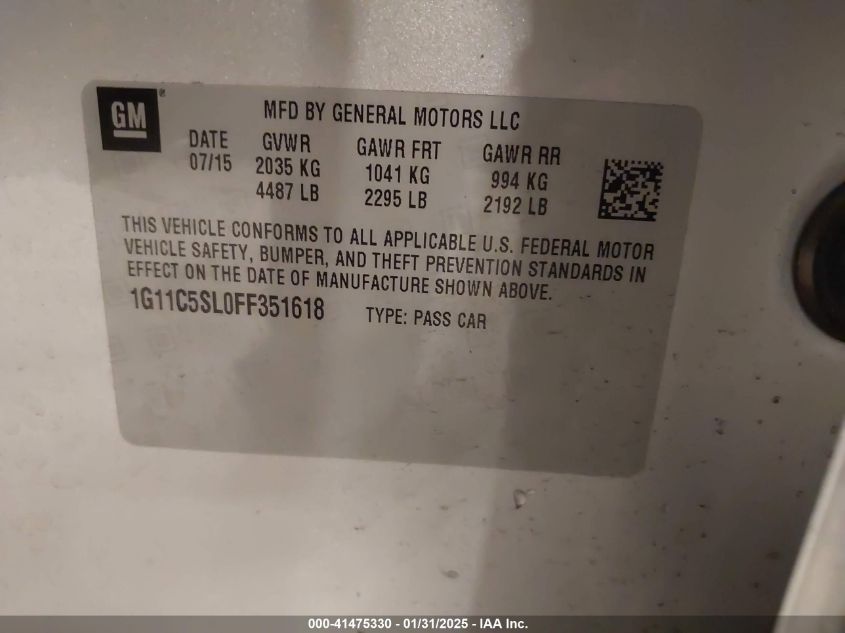 GM
MFD BY GENERAL MOTORS LLC
DATE GVWR GAWR FRT GAWR RR
07/15 2035 KG 1041 KG 994 KG
4487 LB 2295 LB 2192 LB
THIS VEHICLE CONFORMS TO ALL APPLICABLE U.S. FEDERAL MOTOR
VEHICLE SAFETY, BUMPER, AND THEFT PREVENTION STANDARDS IN
EFFECT ON THE DATE OF MANUFACTURE SHOWN ABOVE.
1G11C5SL0FF351618 TYPE: PASS CAR
000-41475330 - 01/31/2025 - IAA Inc.